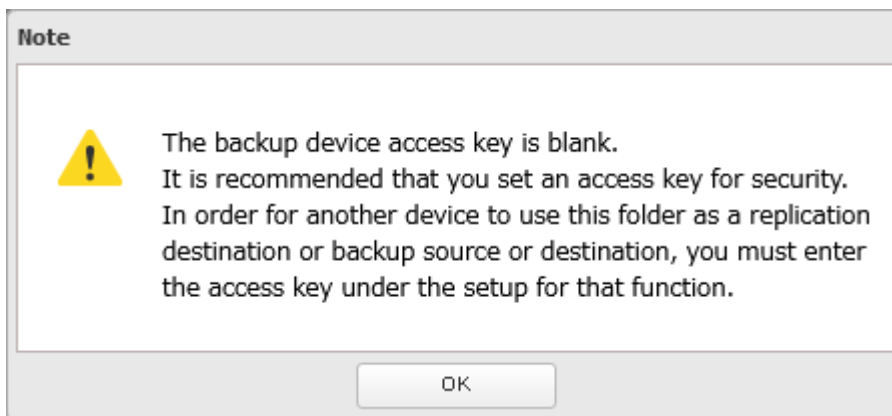 Note
The backup device access key is blank.
It is recommended that you set an access key for security.
In order for another device to use this folder as a replication
destination or backup source or destination, you must enter
the access key under the setup for that function.
OK